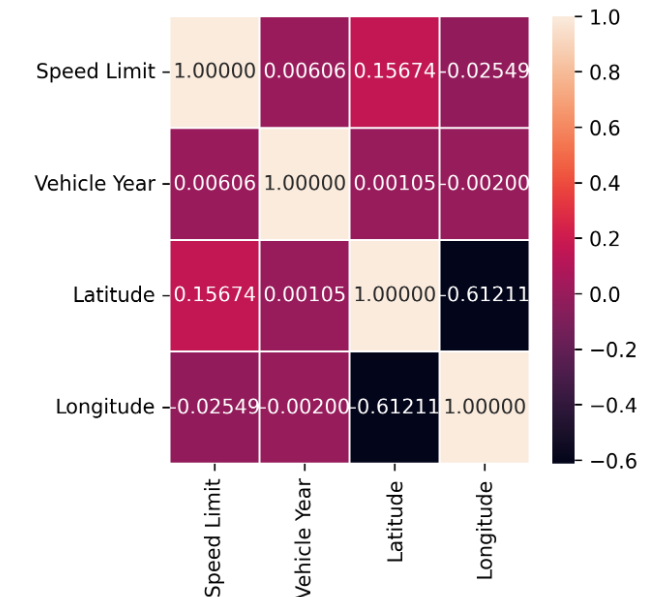 Speed Limit 1.00000 0.00606 0.15674 -0.02549
Vehicle Year 0.00606 1.00000 0.00105 -0.00200
Latitude 0.15674 0.00105 1.00000 -0.61211
Longitude -0.02549 -0.00200 -0.61211 1.00000
Speed Limit
Vehicle Year
Latitude
Longitude
1.0
0.8
0.6
0.4
0.2
0.0
−0.2
−0.4
−0.6